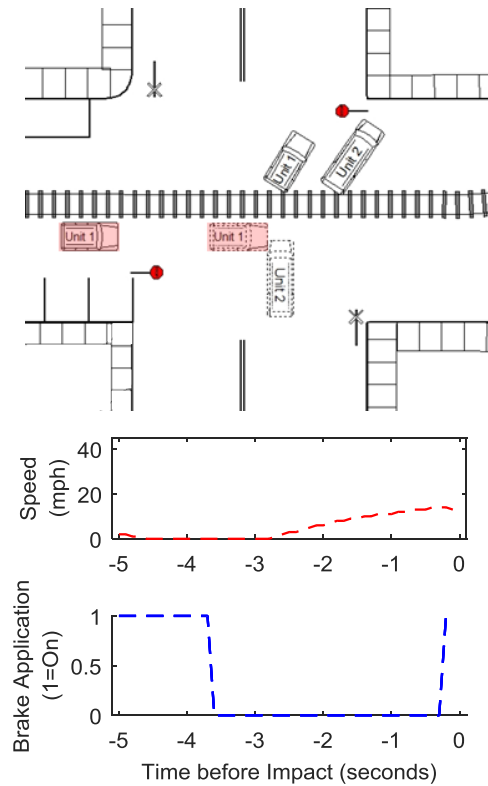 Unit 1
Unit 2
Unit 1
Unit 1
Unit 2
Speed
(mph)
40
20
0
-5 -4 -3 -2 -1 0
Brake Application
(1=On)
1
0.5
0
-5 -4 -3 -2 -1 0
Time before Impact (seconds)